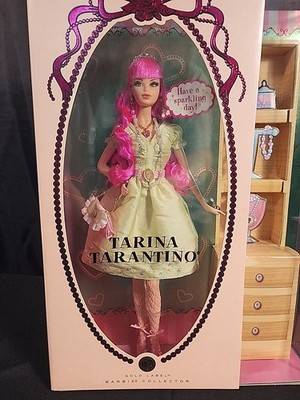 Have a
sparkling
day!
TARINA
TARANTINO
GOLD LABEL
BARBIE COLLECTOR